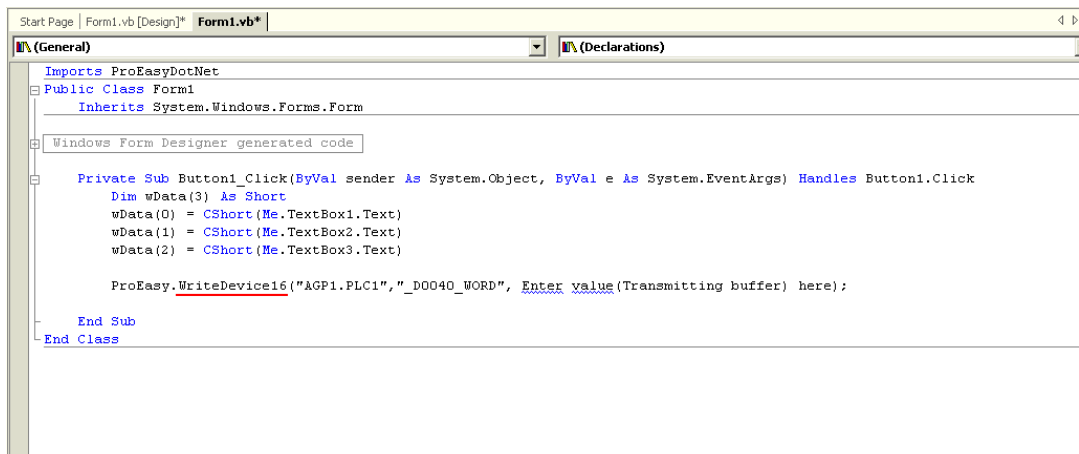 Start Page Form1.vb [Design]* Form1.vb*
(General) (Declarations)
Imports ProEasyDotNet
Public Class Form1
Inherits System.Windows.Forms.Form
Windows Form Designer generated code
Private Sub Button1_Click(ByVal sender As System.Object, ByVal e As System.EventArgs) Handles Button1.Click
Dim wData(3) As Short
wData(0) = CShort(Me.TextBox1.Text)
wData(1) = CShort(Me.TextBox2.Text)
wData(2) = CShort(Me.TextBox3.Text)
ProEasy.WriteDevice16("AGP1.PLC1","_D0040_WORD", Enter value(Transmitting buffer) here);
End Sub
End Class